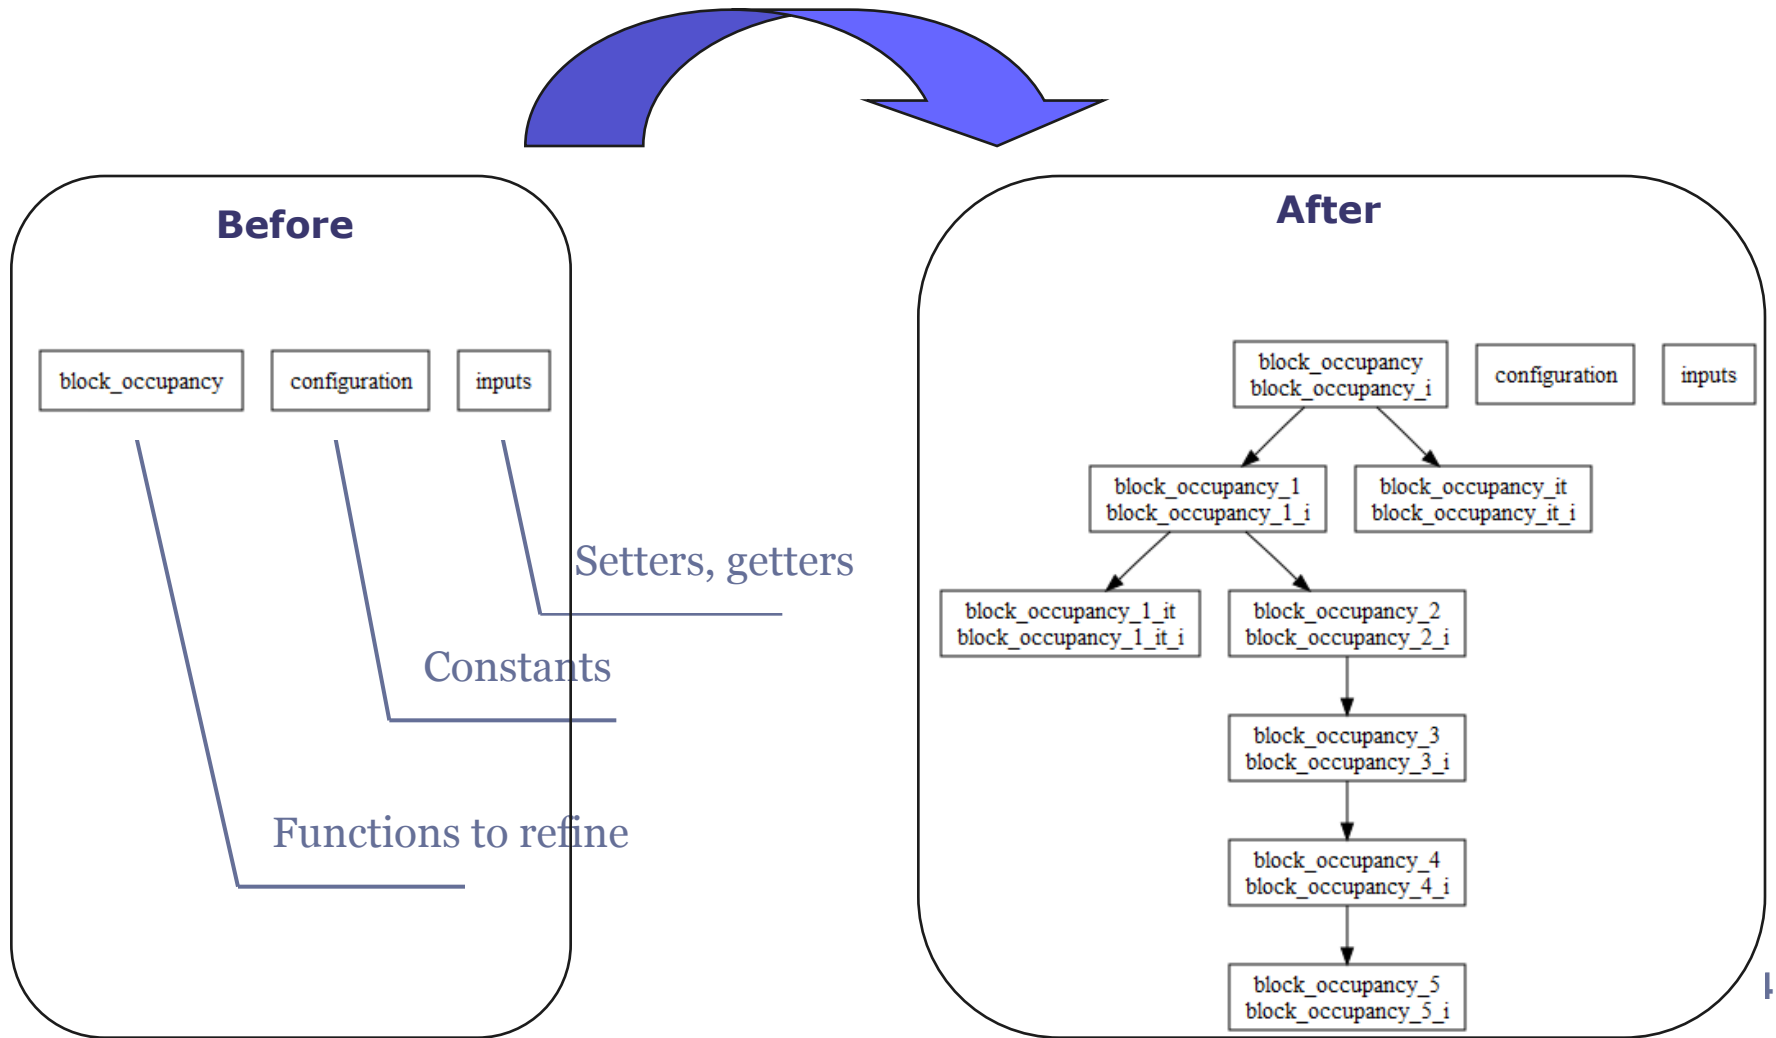 Before
block_occupancy
configuration
inputs
Setters, getters
Constants
Functions to refine
After
block_occupancy
block_occupancy_i
configuration
inputs
block_occupancy_1
block_occupancy_1_i
block_occupancy_it
block_occupancy_it_i
block_occupancy_1_it
block_occupancy_1_it_i
block_occupancy_2
block_occupancy_2_i
block_occupancy_3
block_occupancy_3_i
block_occupancy_4
block_occupancy_4_i
block_occupancy_5
block_occupancy_5_i